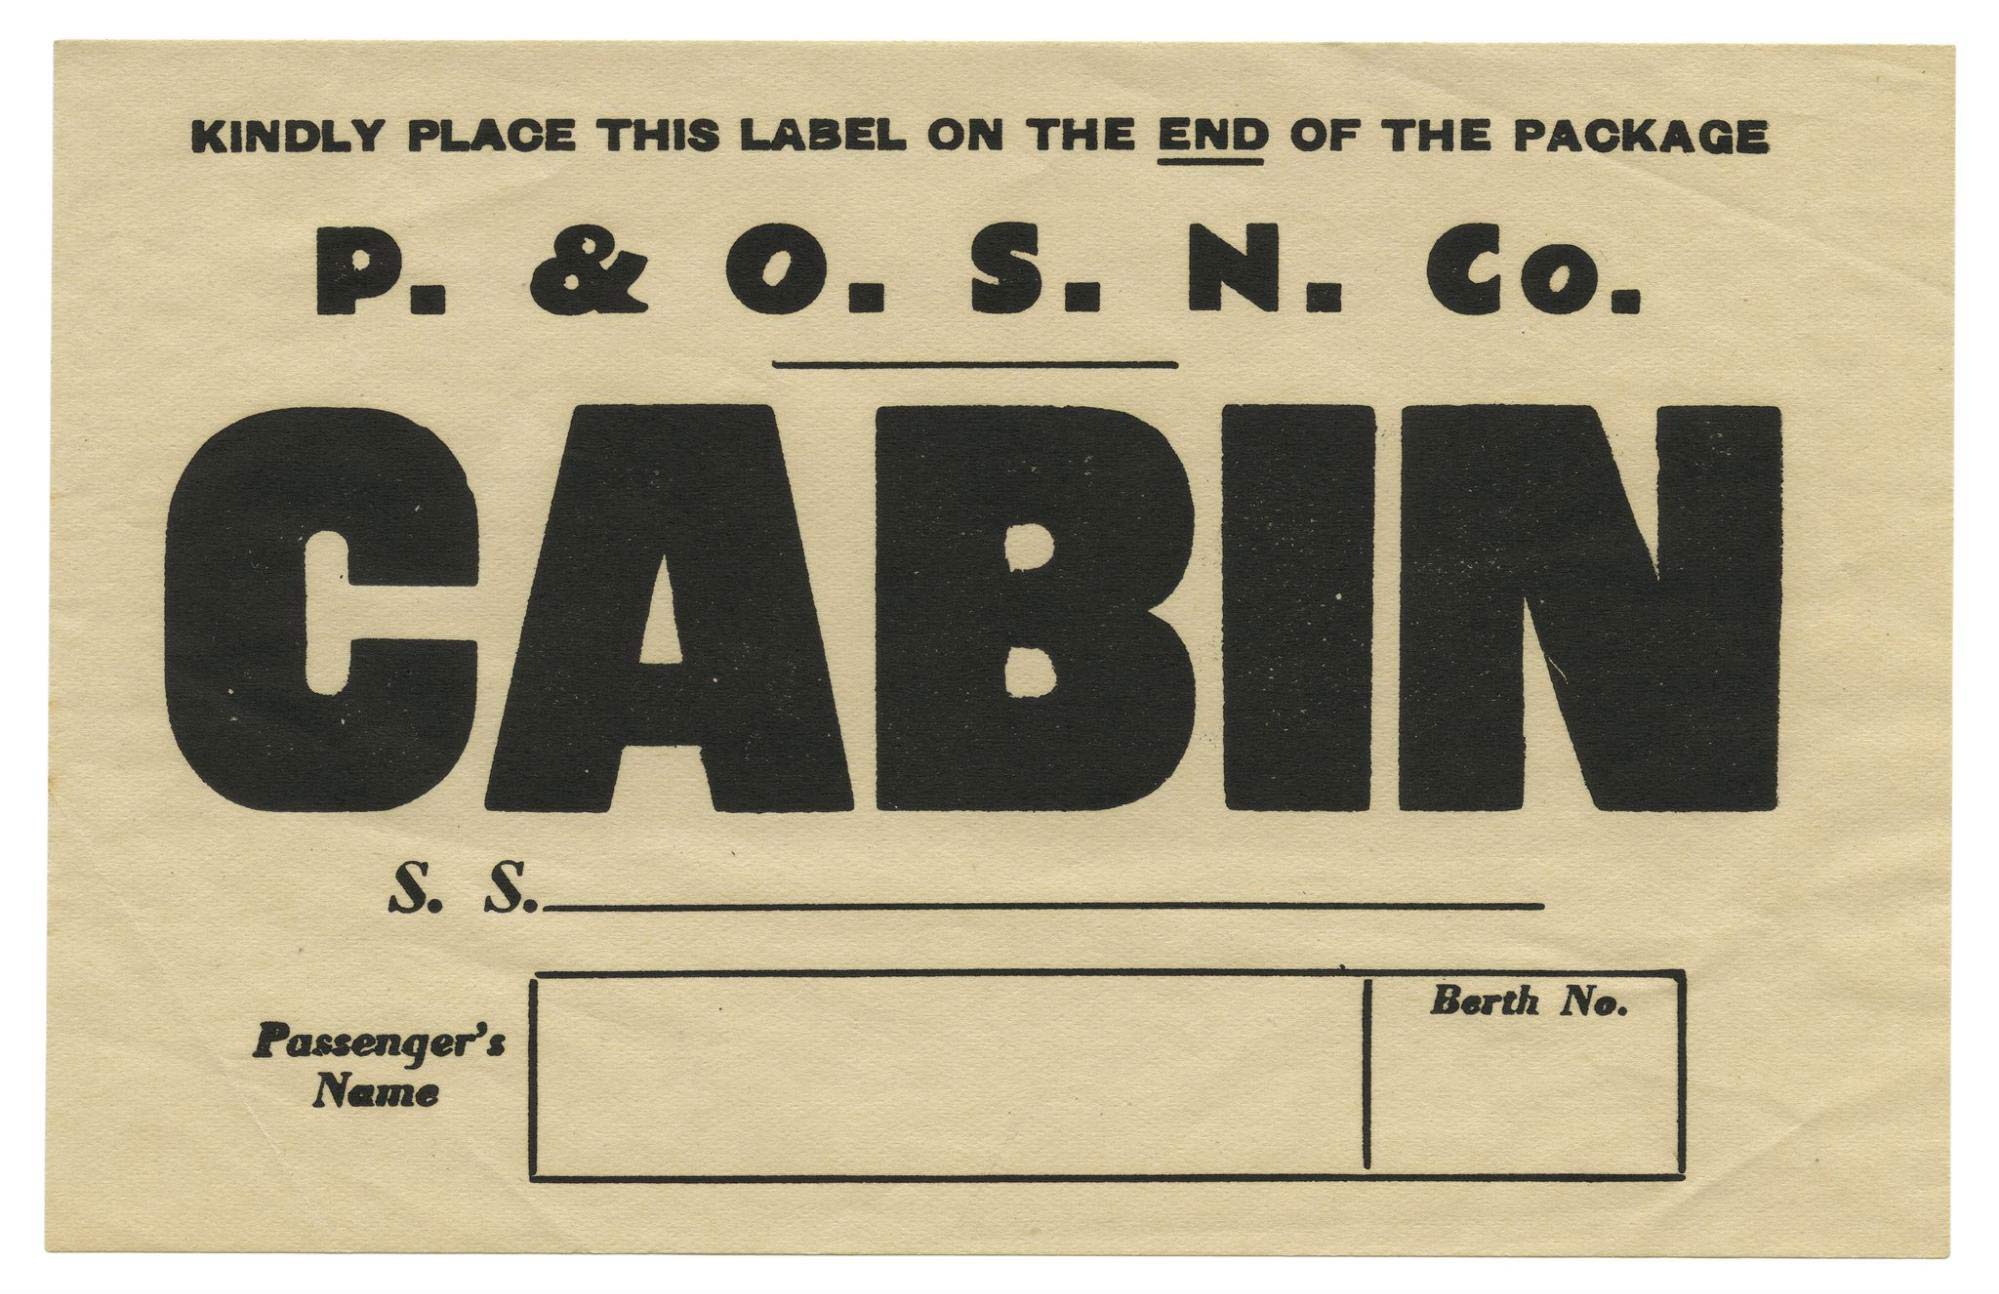 KINDLY PLACE THIS LABEL ON THE END OF THE PACKAGE
P. & O. S. N. Co.
CABIN
S. S.
Berth No.
Passenger's
Name